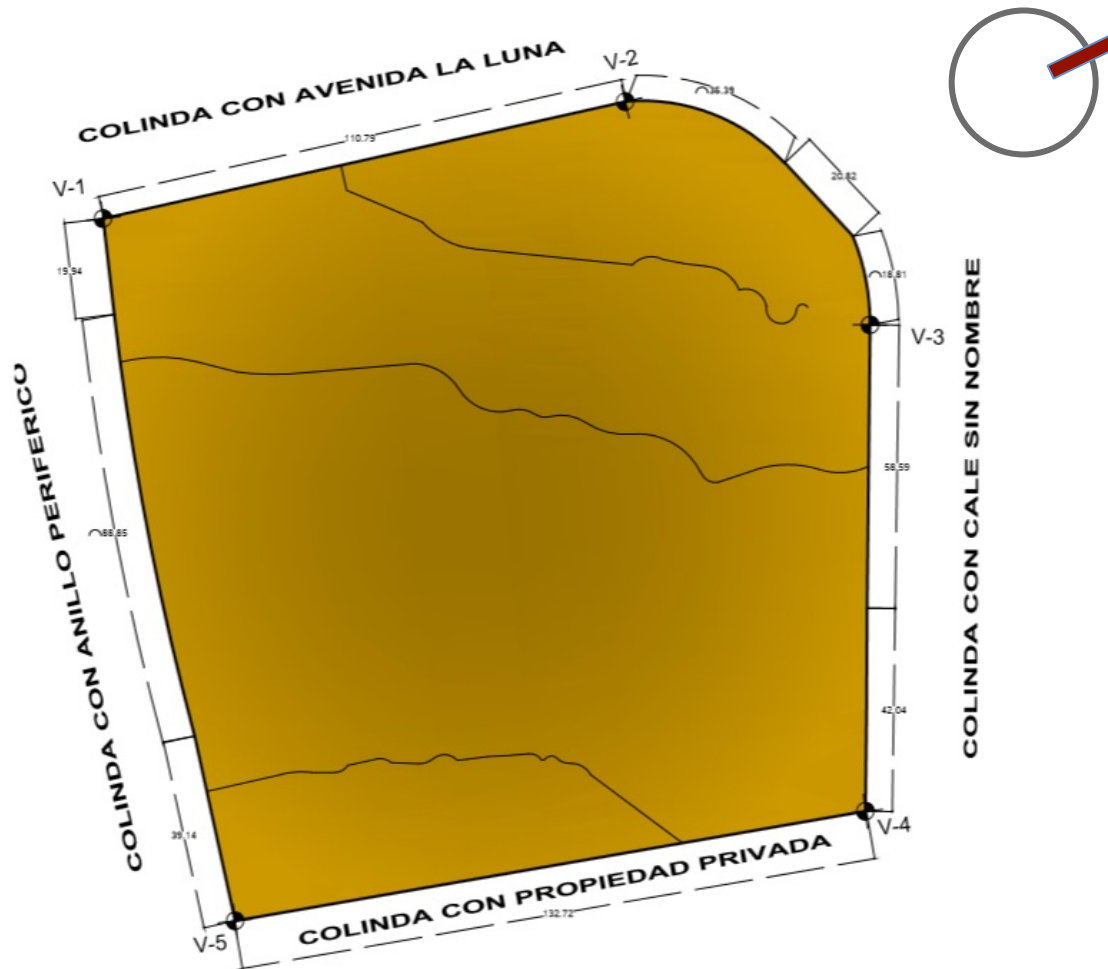 COLINDA CON AVENIDA LA LUNA
V-2
36.39
110.79
V-1
20.82
19.94
18.81
V-3
COLINDA CON CALE SIN NOMBRE
COLINDA CON ANILLO PERIFERICO
58.59
88.85
42.04
39.14
V-4
COLINDA CON PROPIEDAD PRIVADA
132.72
V-5